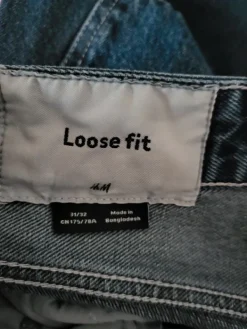 Loose fit
H&M
31/32
CN 175/78A
Made in
Bangladesh